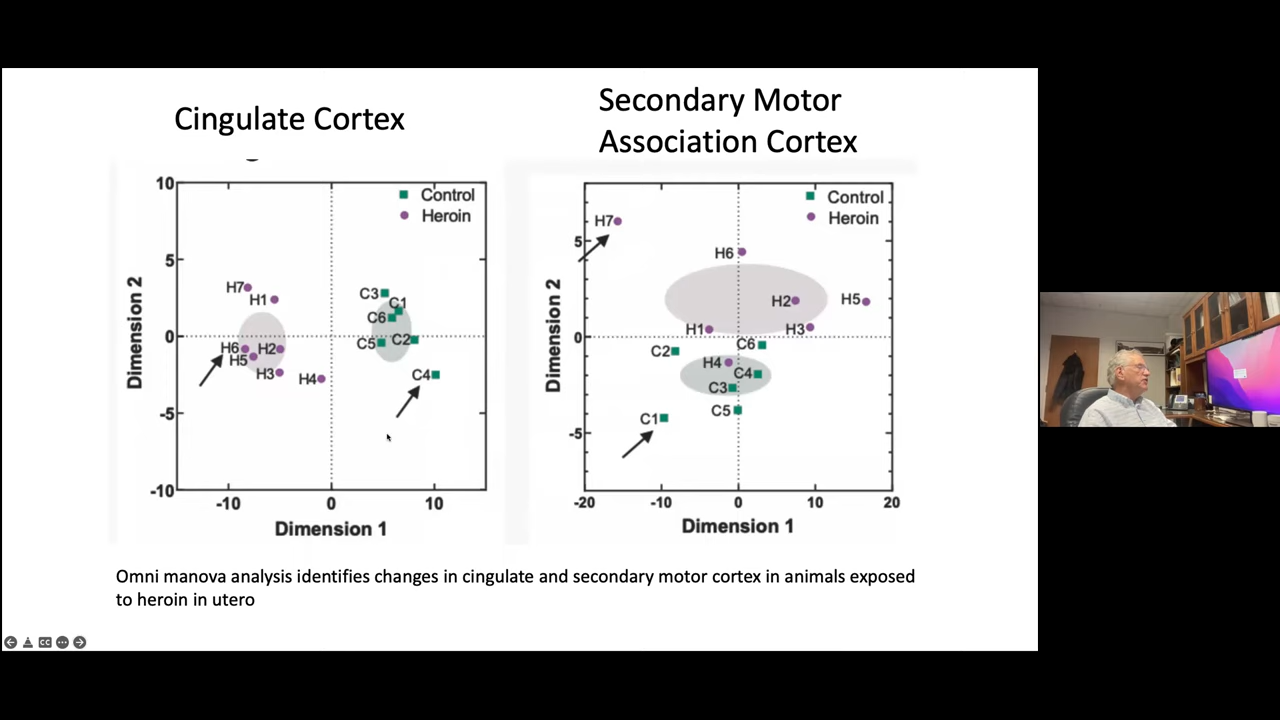 Cingulate Cortex
Secondary Motor
Association Cortex
10
5
0
-5
-10
-10
0
10
Dimension 1
Dimension 2
Control
Heroin
H7
H1
H6
H2
H5
H3
H4
C3
C1
C6
C5
C2
C4
5
0
-5
-20
-10
0
10
20
Dimension 1
Dimension 2
Control
Heroin
H7
H6
H2
H5
H1
H3
C2
C6
H4
C4
C3
C1
C5
Omni manova analysis identifies changes in cingulate and secondary motor cortex in animals exposed
to heroin in utero
CC